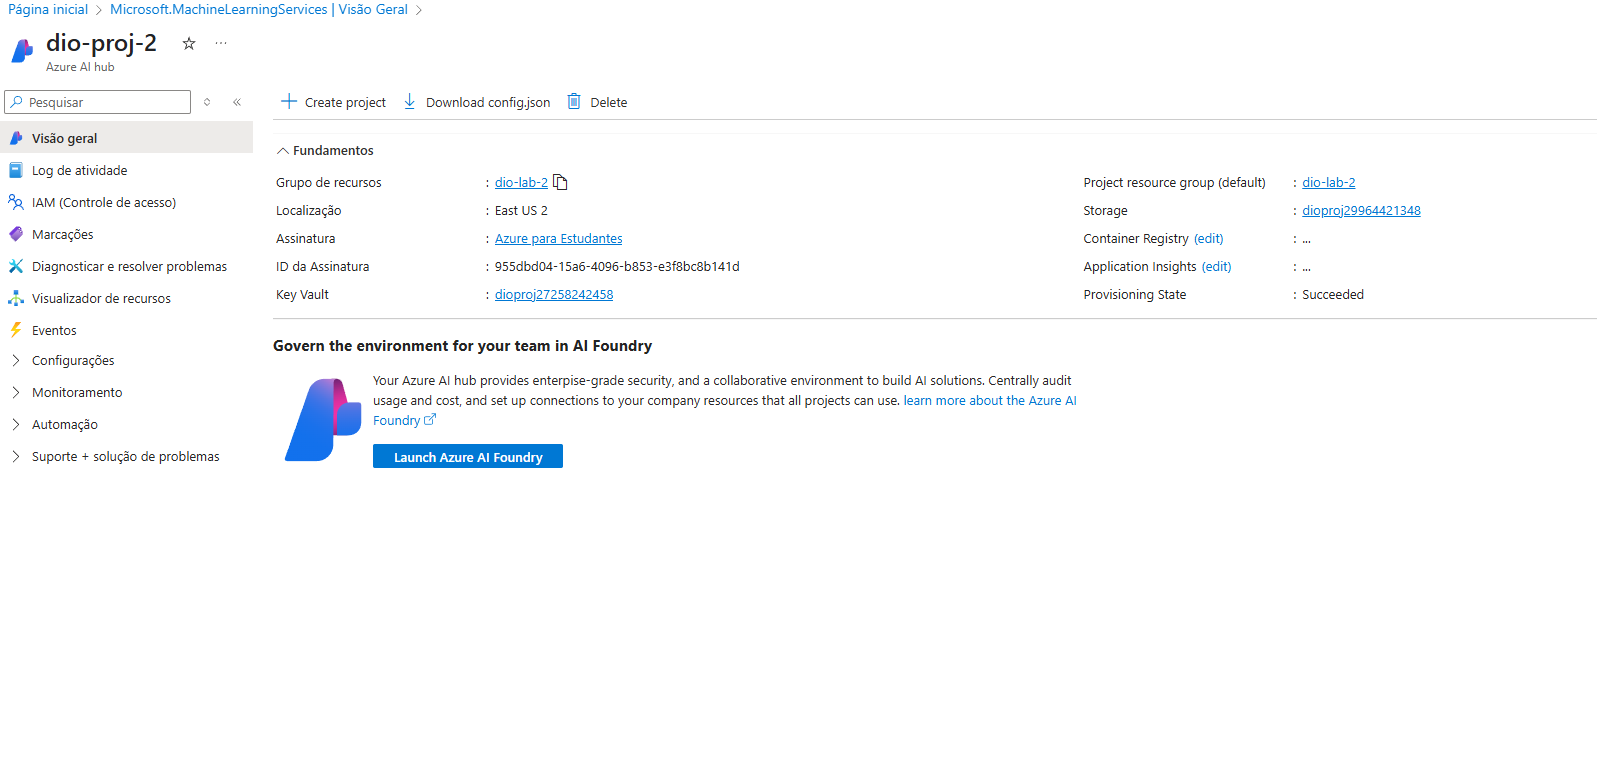 Página inicial > Microsoft.MachineLearningServices | Visão Geral >
dio-proj-2 ☆ ...
Azure AI hub
Pesquisar
Visão geral
Log de atividade
IAM (Controle de acesso)
Marcações
Diagnosticar e resolver problemas
Visualizador de recursos
Eventos
Configurações
Monitoramento
Automação
Suporte + solução de problemas
Create project Download config.json Delete
Fundamentos
Grupo de recursos : dio-lab-2
Localização : East US 2
Assinatura : Azure para Estudantes
ID da Assinatura : 955dbd04-15a6-4096-b853-e3f8bc8b141d
Key Vault : dioproj27258242458
Project resource group (default) : dio-lab-2
Storage : dioproj29964421348
Container Registry (edit) : ...
Application Insights (edit) : ...
Provisioning State : Succeeded
Govern the environment for your team in AI Foundry
Your Azure AI hub provides enterpise-grade security, and a collaborative environment to build AI solutions. Centrally audit
usage and cost, and set up connections to your company resources that all projects can use. learn more about the Azure AI
Foundry
Launch Azure AI Foundry